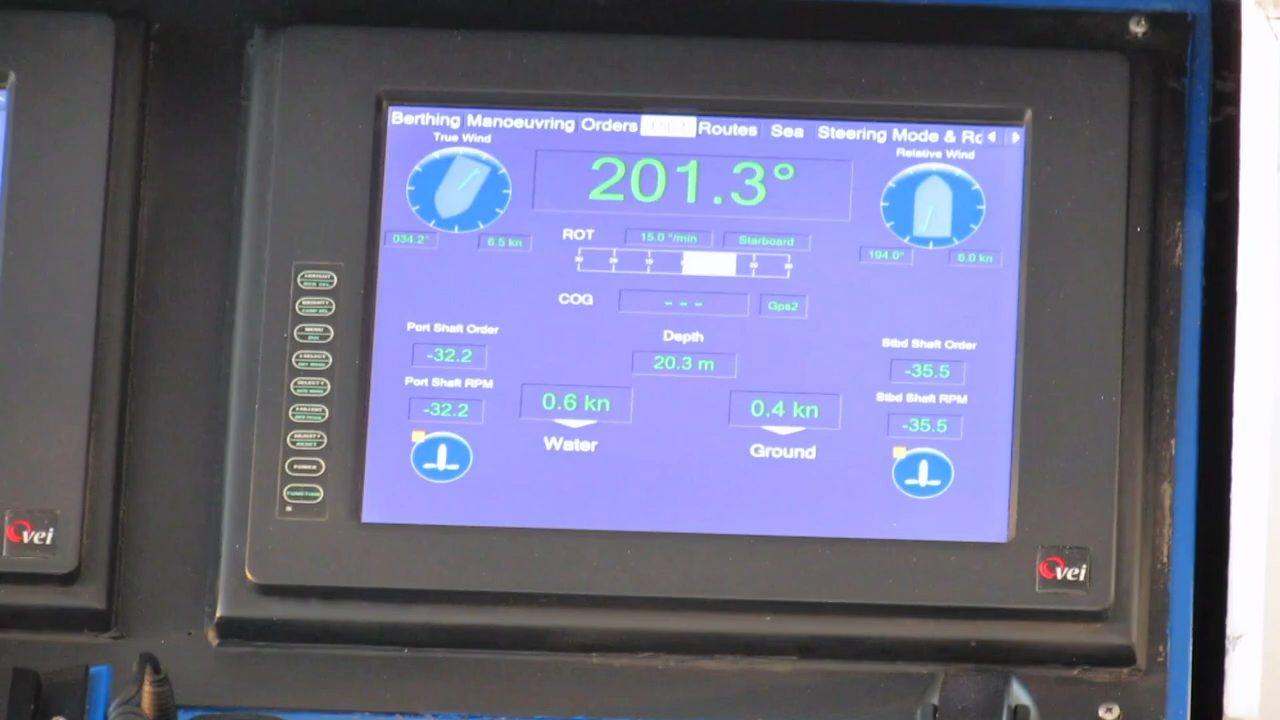 Berthing Manoeuvring Orders Routes Sea Steering Mode &
True Wind
Relative Wind
201.3°
034.2° 6.5 kn
ROT 15.0 °/min Starboard
194.0° 6.0 kn
COG - - - Gps2
Port Shaft Order
Depth
Stbd Shaft Order
-32.2
20.3 m
-35.5
Port Shaft RPM
Stbd Shaft RPM
-32.2
0.6 kn
0.4 kn
-35.5
Water
Ground
MENU
POWER
FUNCTION
vei
vei